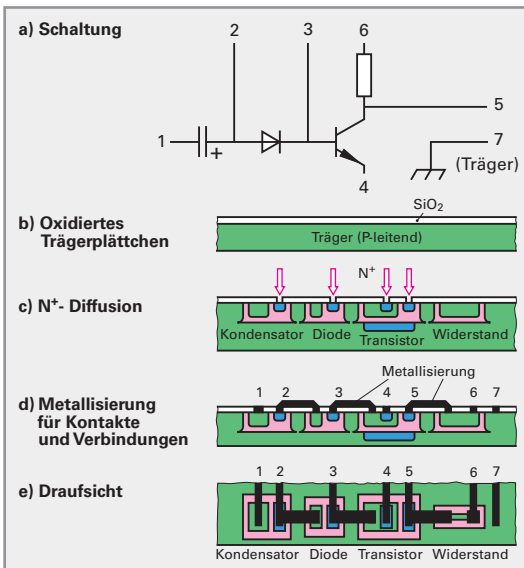 a) Schaltung
2 3 6
1
+
5
7
(Träger)
4
b) Oxidiertes
Trägerplättchen
SiO2
Träger (P-leitend)
N+
c) N+- Diffusion
Kondensator Diode Transistor Widerstand
Metallisierung
d) Metallisierung
für Kontakte
und Verbindungen
1 2 3 4 5 6 7
e) Draufsicht
1 2 3 4 5 6 7
Kondensator Diode Transistor Widerstand